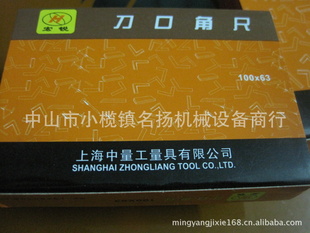 宏锐
刀口角尺
100x63
中山市小榄镇名扬机械设备商行
上海中量工量具有限公司
SHANGHAI ZHONGLIANG TOOL CO.,LTD.
mingyangjixie168.cn.alibaba.com